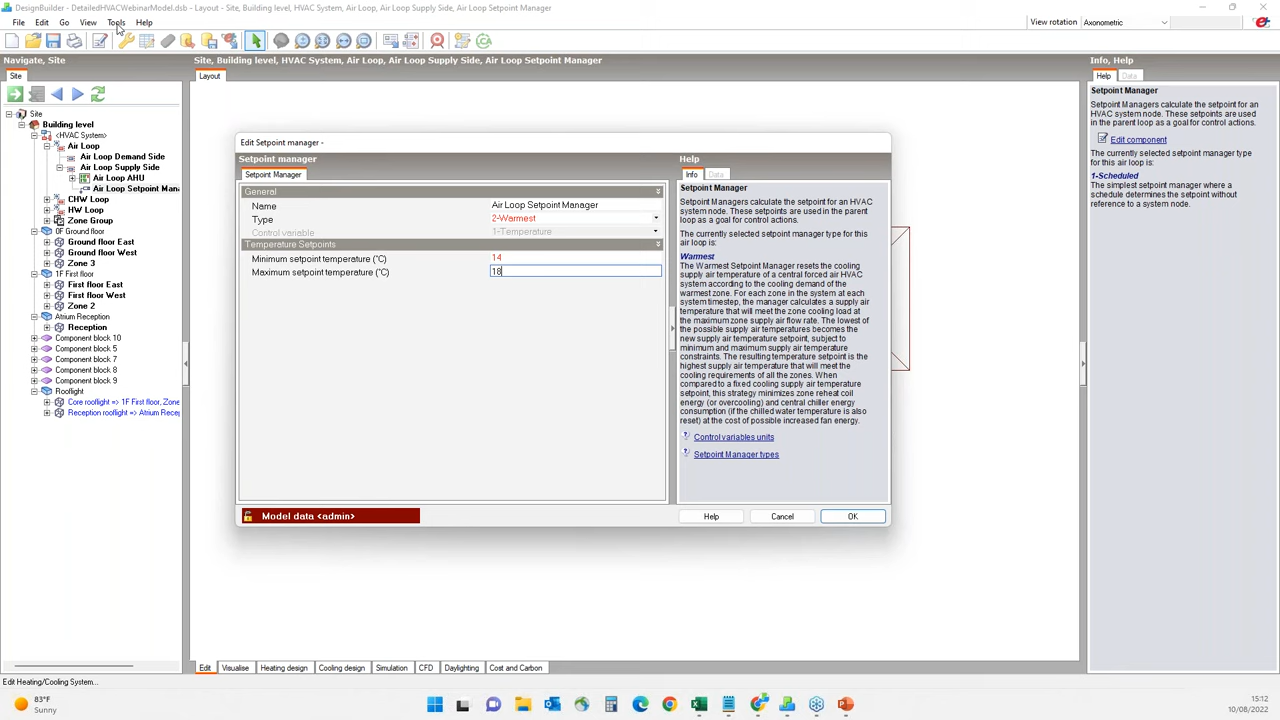 DesignBuilder - DetailedHVACWebinarModel.dsb - Layout - Site, Building level, HVAC System, Air Loop, Air Loop Supply Side, Air Loop Setpoint Manager
File Edit Go View Tools Help
View rotation Axonometric
Navigate, Site
Site, Building level, HVAC System, Air Loop, Air Loop Supply Side, Air Loop Setpoint Manager
Info, Help
Site
Layout
Help Data
Site
Building level
<HVAC System>
Air Loop
Air Loop Demand Side
Air Loop Supply Side
Air Loop AHU
Air Loop Setpoint Mana
CHW Loop
HW Loop
Zone Group
0F Ground floor
Ground floor East
Ground floor West
Zone 3
1F First floor
First floor East
First floor West
Zone 2
Atrium Reception
Reception
Component block 10
Component block 5
Component block 7
Component block 8
Component block 9
Rooflight
Core rooflight => 1F First floor, Zone
Reception rooflight => Atrium Recep
Edit Setpoint manager -
Setpoint manager
Setpoint Manager
General
Name Air Loop Setpoint Manager
Type 2-Warmest
Control variable 1-Temperature
Temperature Setpoints
Minimum setpoint temperature (°C) 14
Maximum setpoint temperature (°C) 18
Model data <admin>
Help
Info Data
Setpoint Manager
Setpoint Managers calculate the setpoint for an HVAC
system node. These setpoints are used in the parent
loop as a goal for control actions.
The currently selected setpoint manager type for this
air loop is:
Warmest
The Warmest Setpoint Manager resets the cooling
supply air temperature of a central forced air HVAC
system according to the cooling demand of the
warmest zone. For each zone in the system at each
system timestep, the manager calculates a supply air
temperature that will meet the zone cooling load at
the maximum zone supply air flow rate. The lowest of
the possible supply air temperatures becomes the
new supply air temperature setpoint, subject to
minimum and maximum supply air temperature
constraints. The resulting temperature setpoint is the
highest supply air temperature that will meet the
cooling requirements of all the zones. When
compared to a fixed cooling supply air temperature
setpoint, this strategy minimizes zone reheat coil
energy (or overcooling) and central chiller energy
consumption (if the chilled water temperature is also
reset) at the cost of possible increased fan energy.
Control variables units
Setpoint Manager types
Help Cancel OK
Setpoint Manager
Setpoint Managers calculate the setpoint for an
HVAC system node. These setpoints are used in
the parent loop as a goal for control actions.
Edit component
The currently selected setpoint manager type
for this air loop is:
1-Scheduled
The simplest setpoint manager where a
schedule determines the setpoint without
reference to a system node.
Edit Visualise Heating design Cooling design Simulation CFD Daylighting Cost and Carbon
Edit Heating/Cooling System...
83°F
Sunny
15:12
10/08/2022